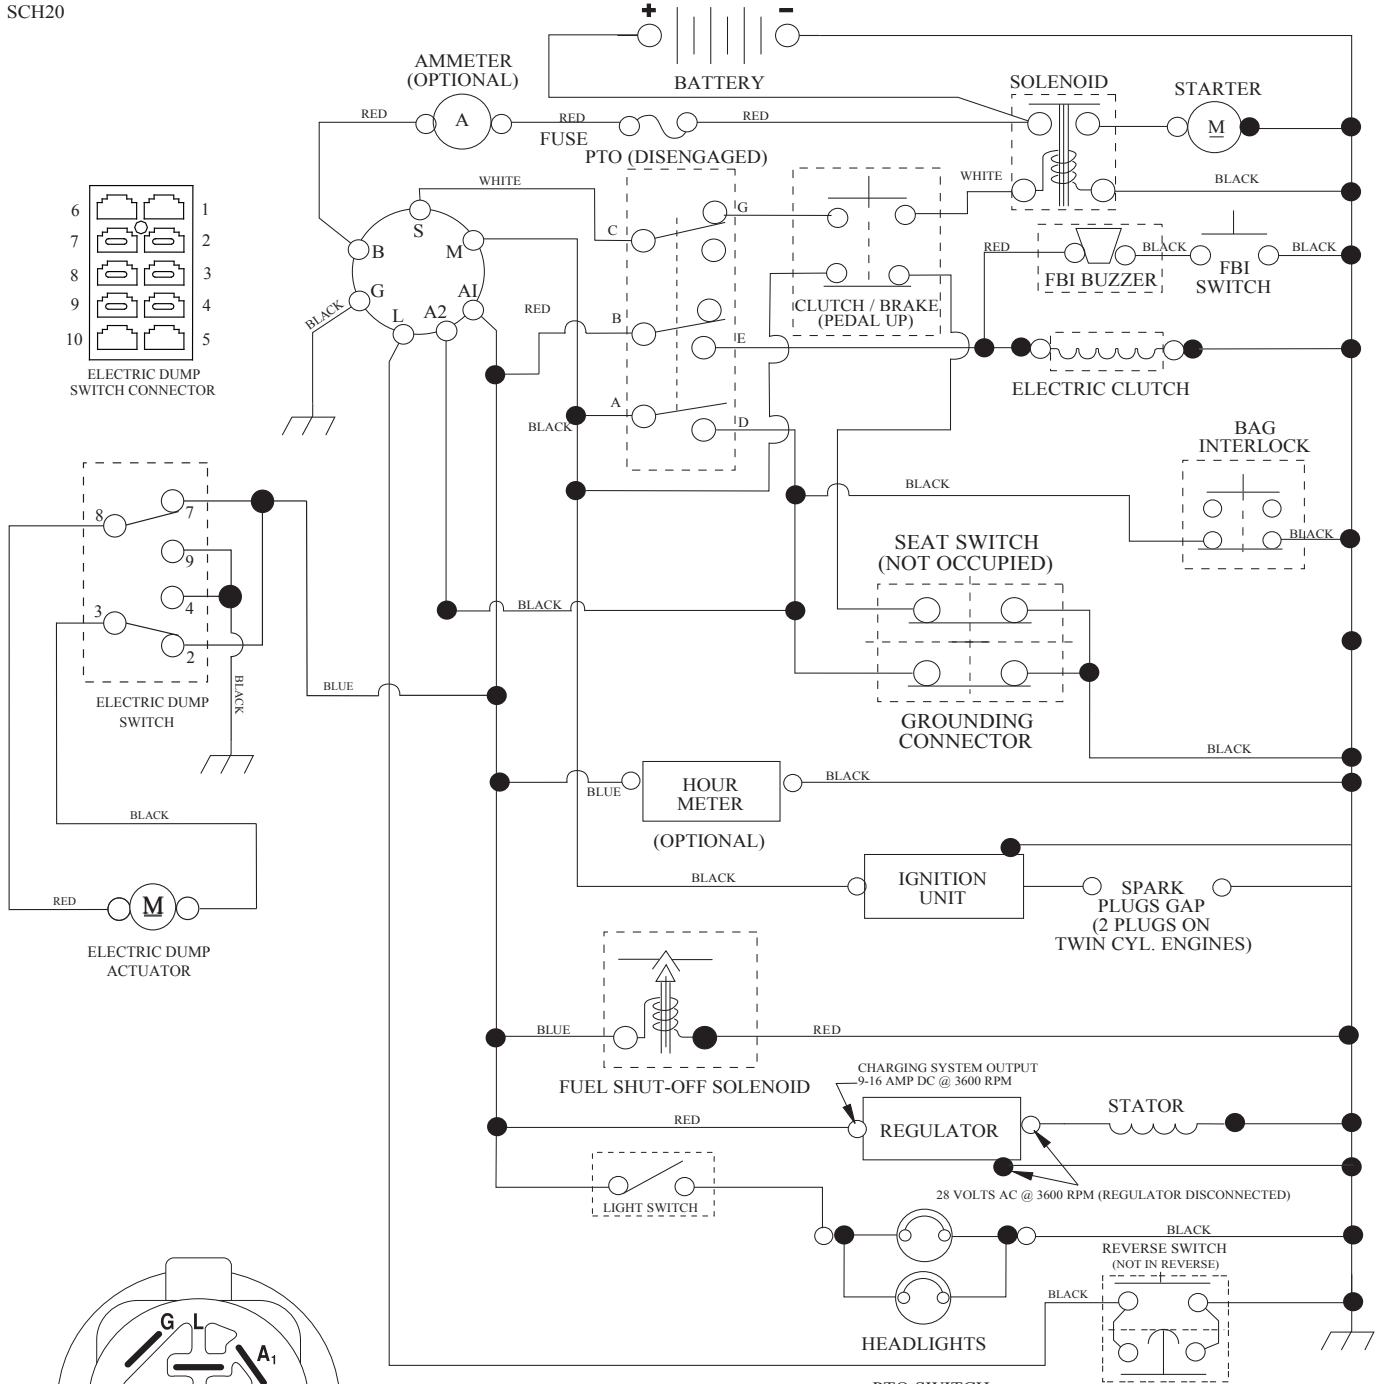 SCH20
+
−
BATTERY
AMMETER
(OPTIONAL)
SOLENOID
STARTER
RED
A
RED
FUSE
RED
M
PTO (DISENGAGED)
WHITE
WHITE
BLACK
6
1
7
2
8
3
9
4
10
5
ELECTRIC DUMP
SWITCH CONNECTOR
S
B
M
G
L
A2
A1
BLACK
C
G
B
E
A
D
RED
BLACK
CLUTCH / BRAKE
(PEDAL UP)
RED
BLACK
BLACK
FBI BUZZER
FBI
SWITCH
ELECTRIC CLUTCH
BAG
INTERLOCK
BLACK
BLACK
8
7
9
4
3
2
BLACK
ELECTRIC DUMP
SWITCH
SEAT SWITCH
(NOT OCCUPIED)
BLACK
BLUE
GROUNDING
CONNECTOR
BLACK
BLUE
HOUR
METER
BLACK
(OPTIONAL)
BLACK
BLACK
IGNITION
UNIT
SPARK
PLUGS GAP
(2 PLUGS ON
TWIN CYL. ENGINES)
RED
M
ELECTRIC DUMP
ACTUATOR
BLUE
RED
FUEL SHUT-OFF SOLENOID
CHARGING SYSTEM OUTPUT
9-16 AMP DC @ 3600 RPM
RED
REGULATOR
STATOR
28 VOLTS AC @ 3600 RPM (REGULATOR DISCONNECTED)
LIGHT SWITCH
BLACK
REVERSE SWITCH
(NOT IN REVERSE)
BLACK
HEADLIGHTS
G
L
A1
PTO SWITCH